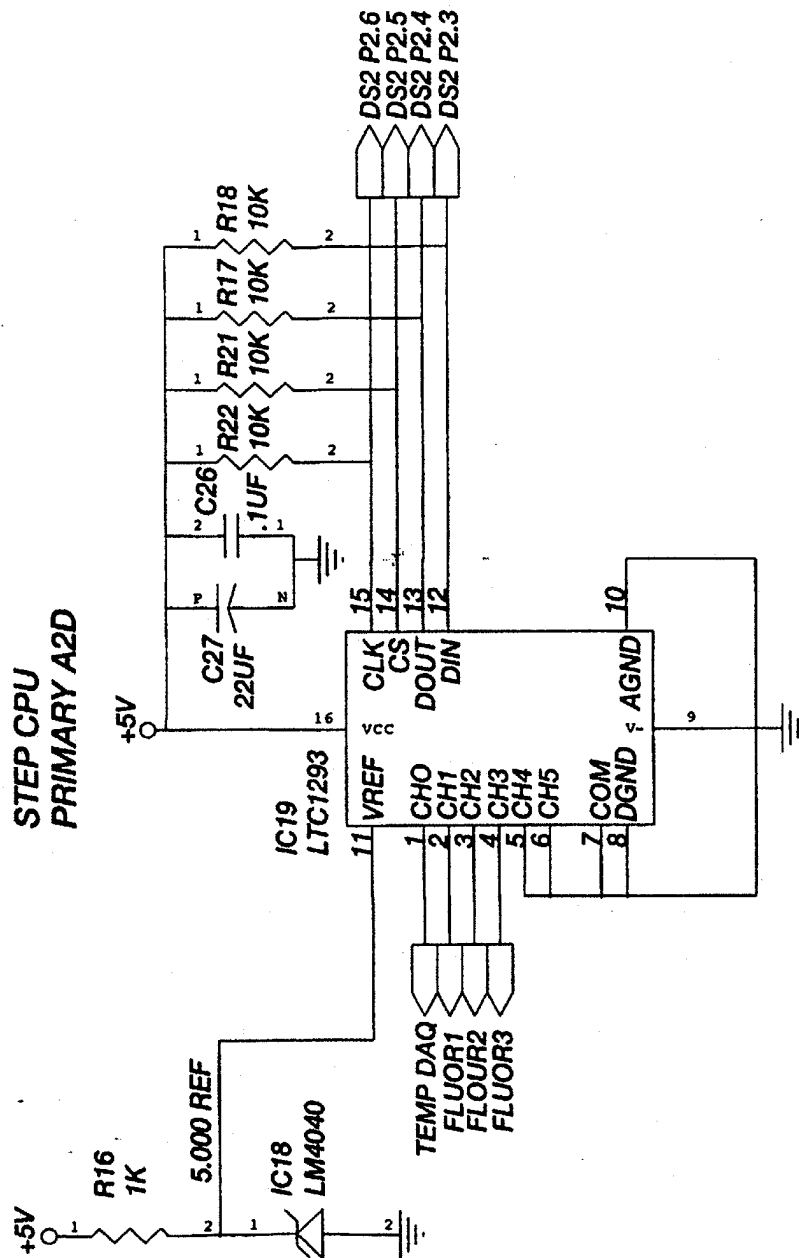 STEP CPU
PRIMARY A2D
+5V
1
R16
1K
2
5.000 REF
1
IC18
LM4040
2
+5V
P
C27
22UF
N
2
C26
.1UF
1
1
R22
10K
2
1
R21
10K
2
1
R17
10K
2
1
R18
10K
2
IC19
LTC1293
16
VCC
11
VREF
1
CHO
2
CH1
3
CH2
4
CH3
5
CH4
6
CH5
7
COM
8
DGND
15
CLK
14
CS
13
DOUT
12
DIN
10
AGND
9
V-
TEMP DAQ
FLUOR1
FLOUR2
FLUOR3
DS2 P2.6
DS2 P2.5
DS2 P2.4
DS2 P2.3